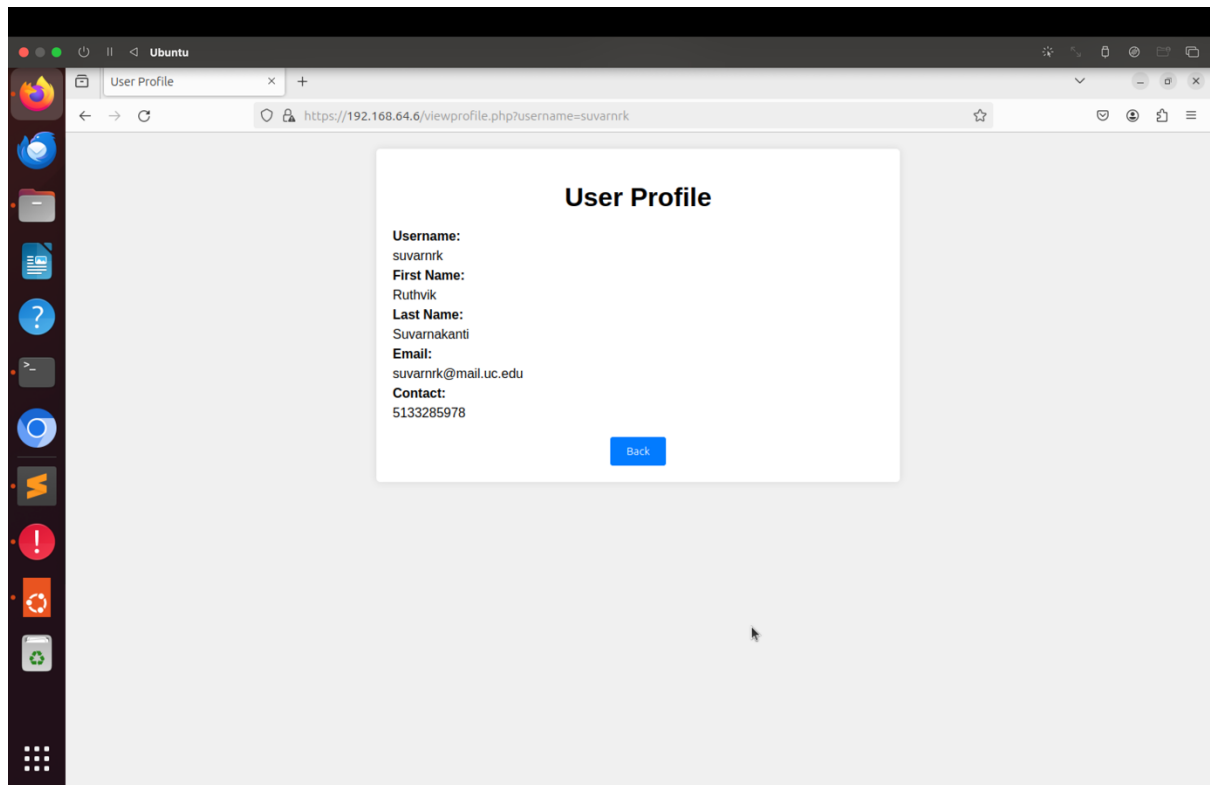 Ubuntu
User Profile
https://192.168.64.6/viewprofile.php?username=suvarnrk
User Profile
Username:
suvarnrk
First Name:
Ruthvik
Last Name:
Suvarnakanti
Email:
suvarnrk@mail.uc.edu
Contact:
5133285978
Back